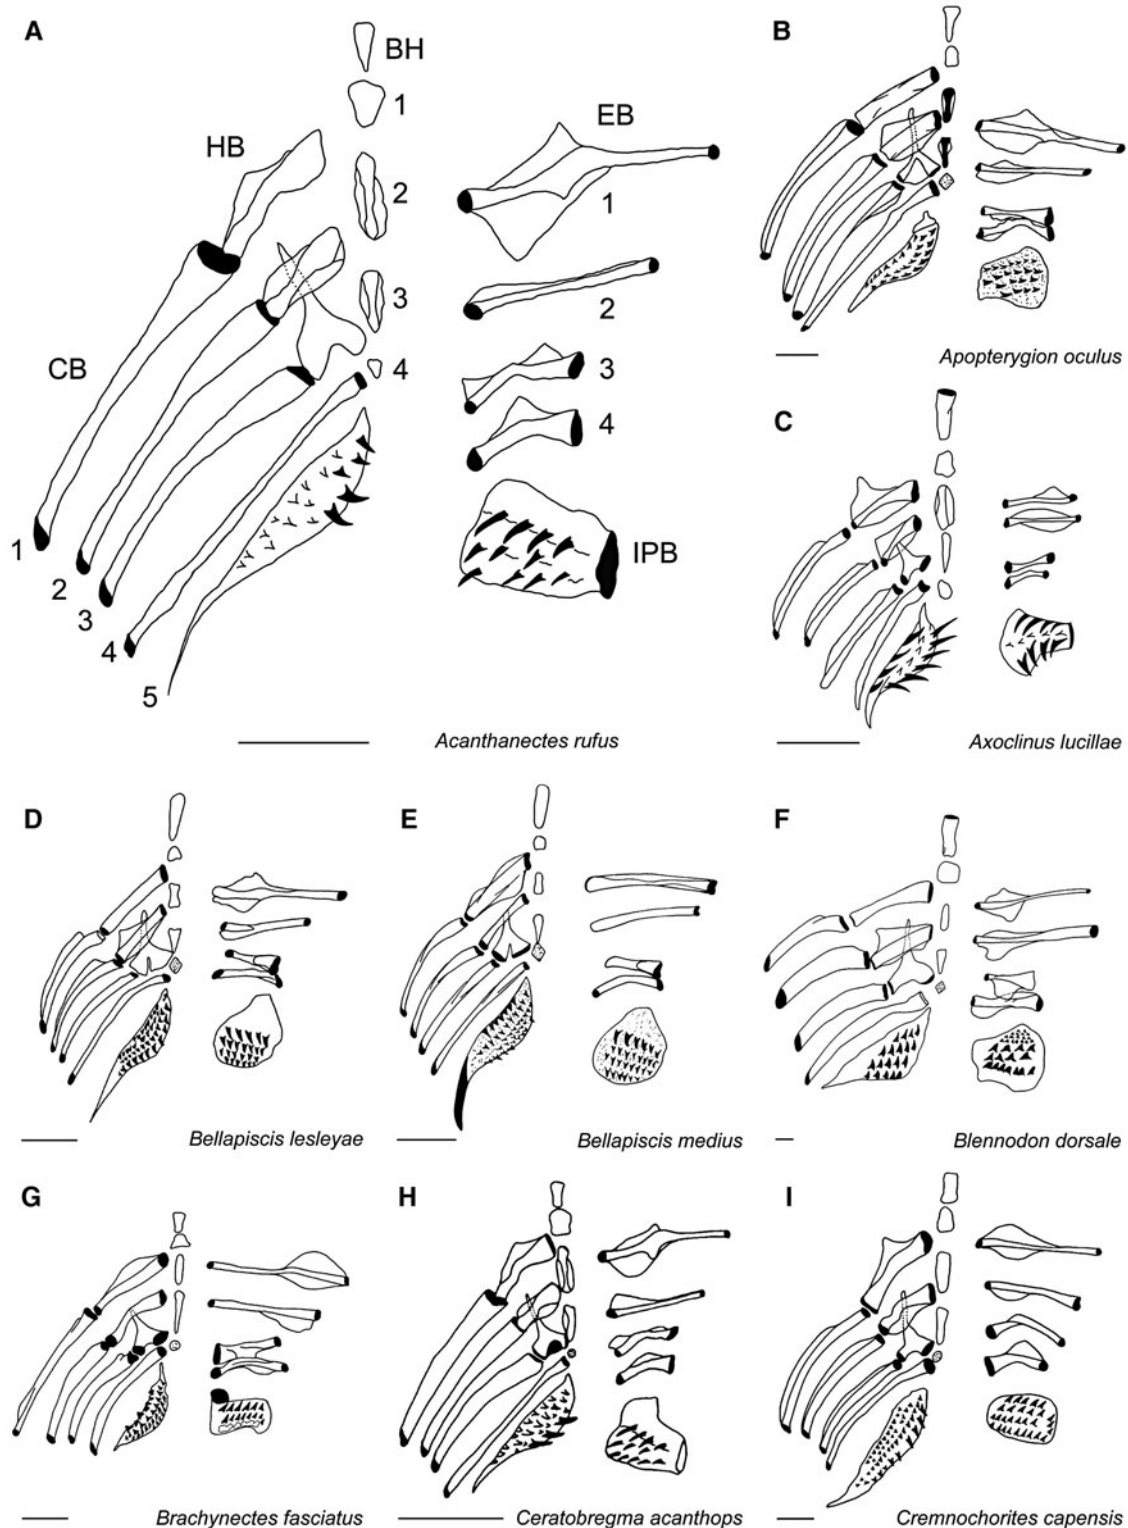 A
BH
1
HB
EB
2
1
3
2
CB
4
3
4
IPB
1
2
3
4
5
Acanthanectes rufus
B
Apopterygion oculus
C
Axoclinus lucillae
D
Bellapiscis lesleyae
E
Bellapiscis medius
F
Blennodon dorsale
G
Brachynectes fasciatus
H
Ceratobregma acanthops
I
Cremnochorites capensis